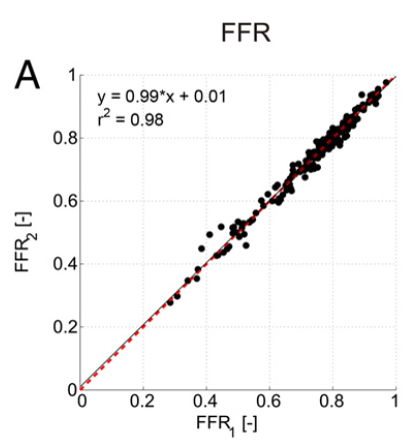 FFR
A
y = 0.99*x + 0.01
r² = 0.98
1
0.8
0.6
0.4
0.2
0
FFR₂ [-]
0 0.2 0.4 0.6 0.8 1
FFR₁ [-]